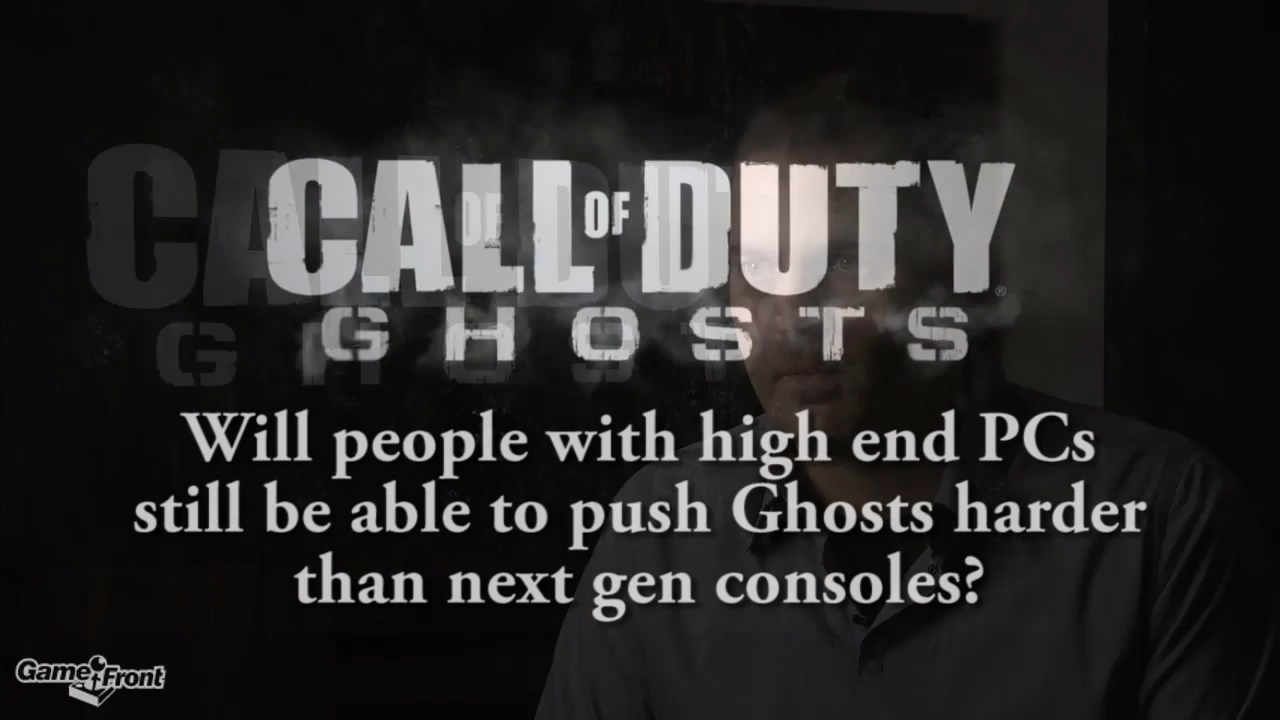 CALL OF DUTY®
GHOSTS
Will people with high end PCs
still be able to push Ghosts harder
than next gen consoles?
GameFront